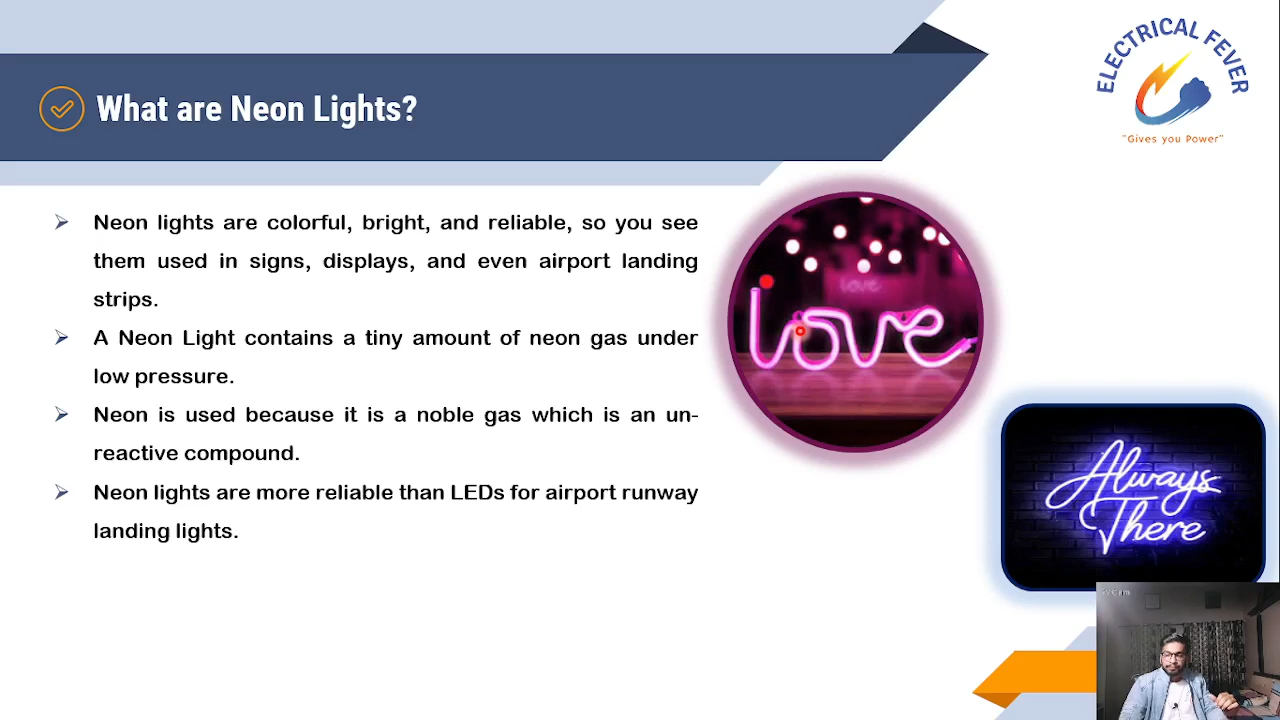 ELECTRICAL FEVER
"Gives you Power"
What are Neon Lights?
Neon lights are colorful, bright, and reliable, so you see
them used in signs, displays, and even airport landing
strips.
A Neon Light contains a tiny amount of neon gas under
low pressure.
Neon is used because it is a noble gas which is an un-
reactive compound.
Neon lights are more reliable than LEDs for airport runway
landing lights.
love
love
Always
There